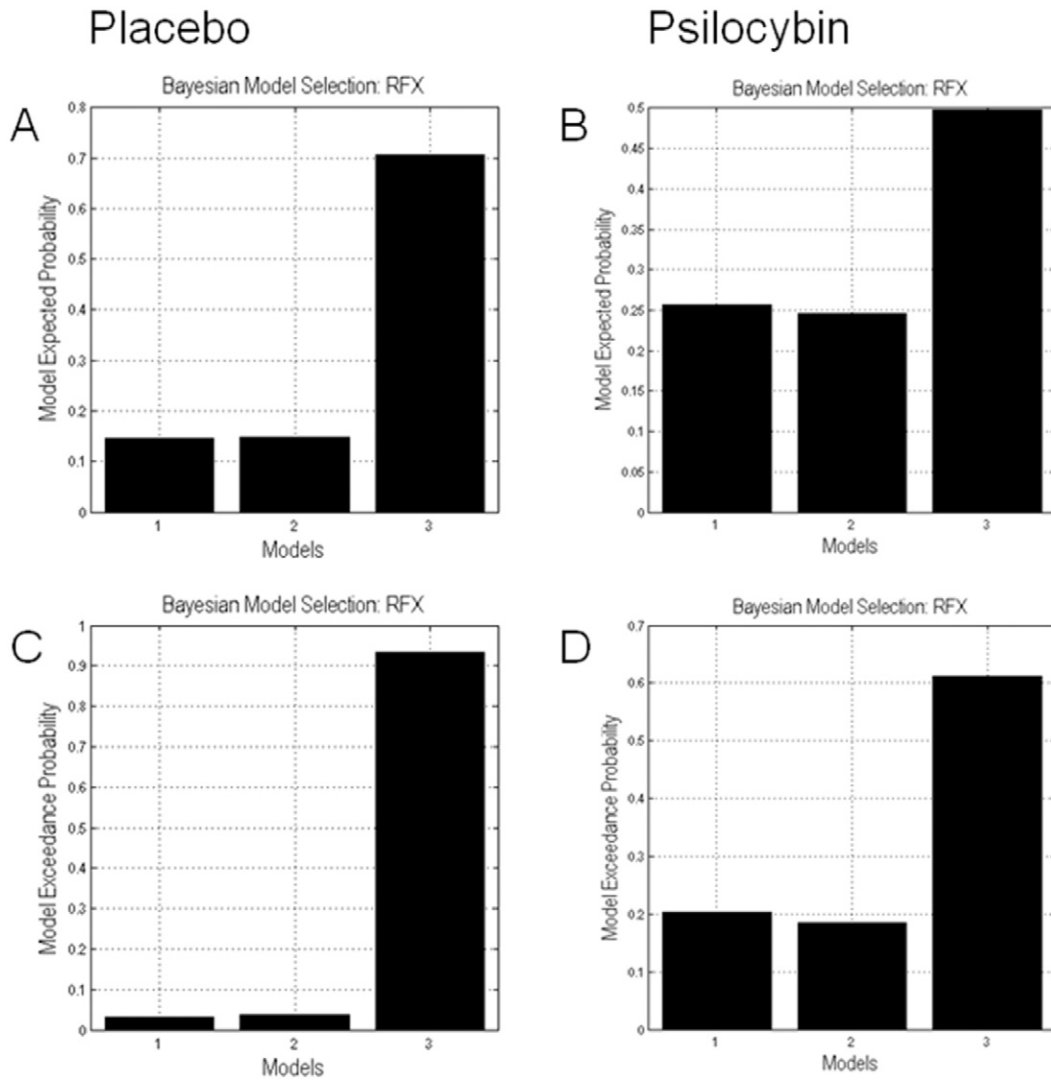 Placebo
Psilocybin
A
Bayesian Model Selection: RFX
Model Expected Probability
0.8
0.7
0.6
0.5
0.4
0.3
0.2
0.1
0
1 2 3
Models
B
Bayesian Model Selection: RFX
Model Expected Probability
0.5
0.45
0.4
0.35
0.3
0.25
0.2
0.15
0.1
0.05
0
1 2 3
Models
C
Bayesian Model Selection: RFX
Model Exceedance Probability
1
0.9
0.8
0.7
0.6
0.5
0.4
0.3
0.2
0.1
0
1 2 3
Models
D
Bayesian Model Selection: RFX
Model Exceedance Probability
0.7
0.6
0.5
0.4
0.3
0.2
0.1
0
1 2 3
Models